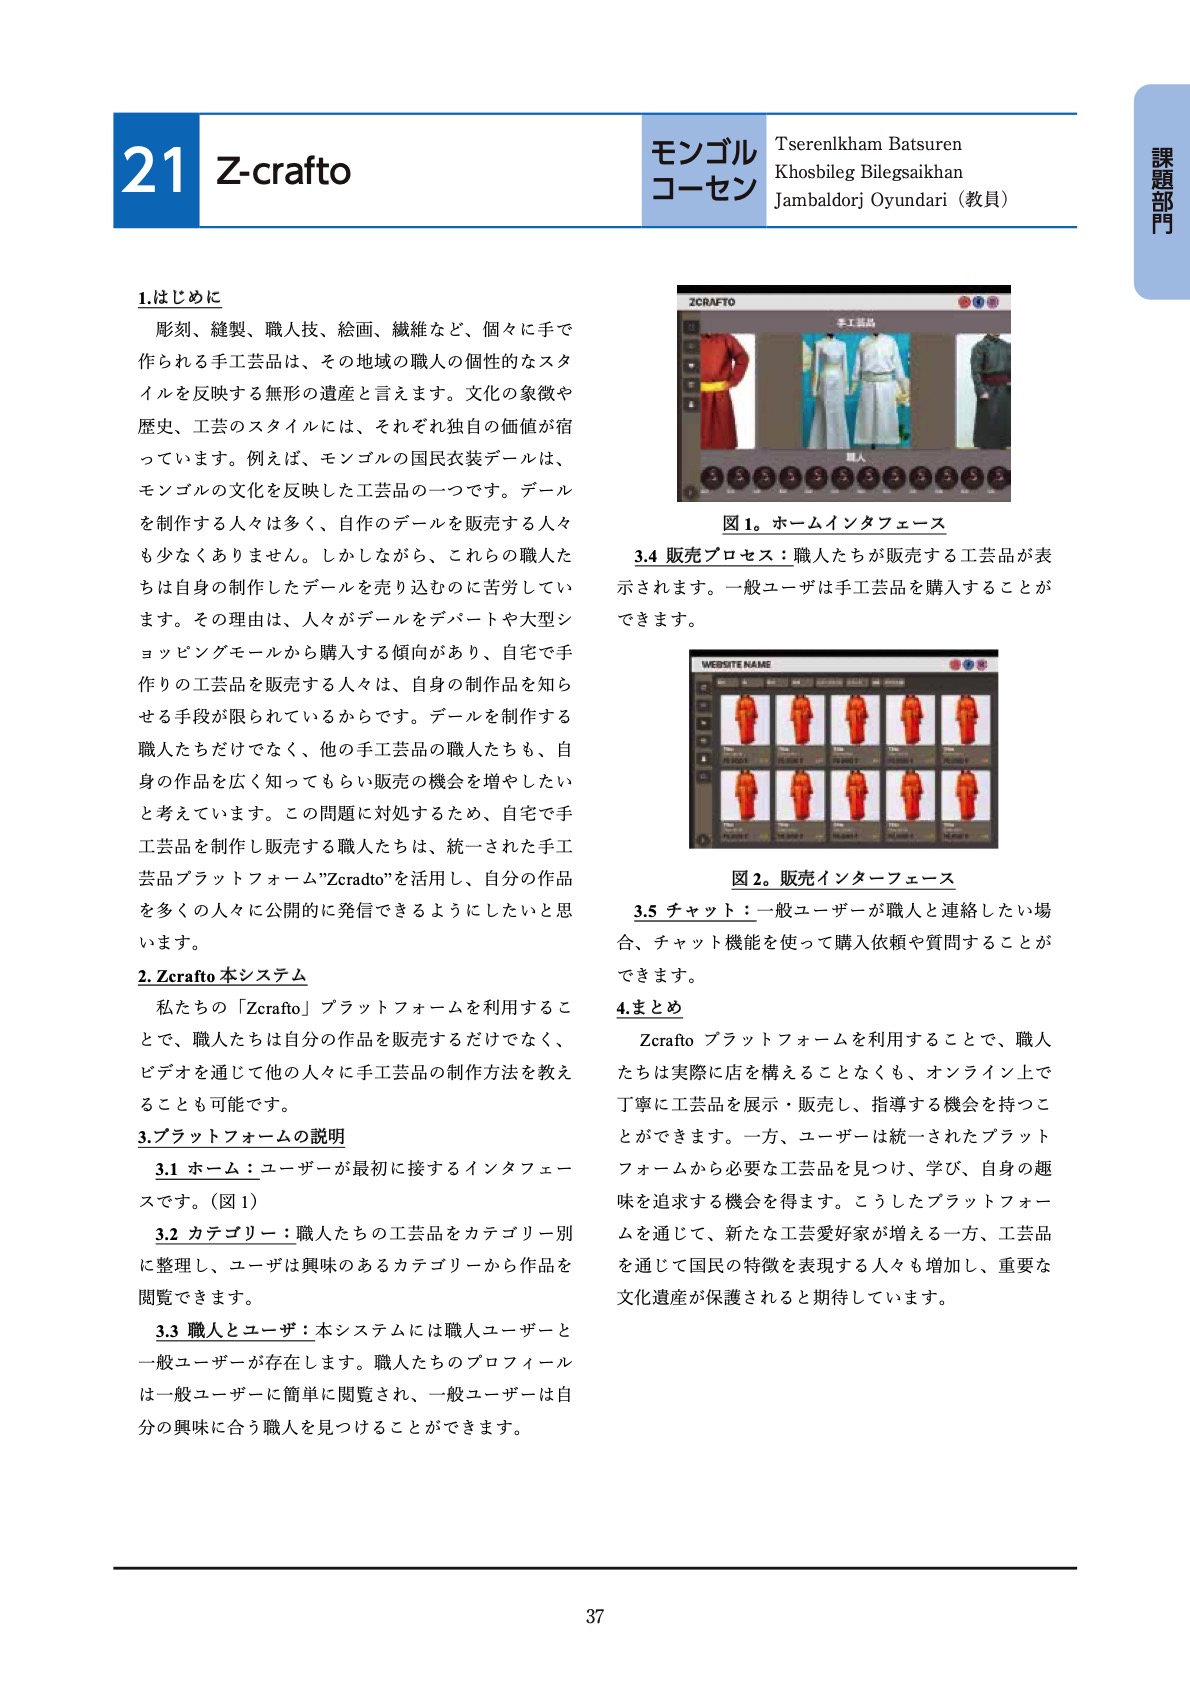 課題部門
21
Z-crafto
モンゴル
コーセン
Tserenlkham Batsuren
Khosbileg Bilegsaikhan
Jambaldorj Oyundari（教員）
1.はじめに
彫刻、縫製、職人技、絵画、繊維など、個々に手で
作られる手工芸品は、その地域の職人の個性的なスタ
イルを反映する無形の遺産と言えます。文化の象徴や
歴史、工芸のスタイルには、それぞれ独自の価値が宿
っています。例えば、モンゴルの国民衣装デールは、
モンゴルの文化を反映した工芸品の一つです。デール
を制作する人々は多く、自作のデールを販売する人々
も少なくありません。しかしながら、これらの職人た
ちは自身の制作したデールを売り込むのに苦労してい
ます。その理由は、人々がデールをデパートや大型シ
ョッピングモールから購入する傾向があり、自宅で手
作りの工芸品を販売する人々は、自身の制作品を知ら
せる手段が限られているからです。デールを制作する
職人たちだけでなく、他の手工芸品の職人たちも、自
身の作品を広く知ってもらい販売の機会を増やしたい
と考えています。この問題に対処するため、自宅で手
工芸品を制作し販売する職人たちは、統一された手工
芸品プラットフォーム”Zcradto”を活用し、自分の作品
を多くの人々に公開的に発信できるようにしたいと思
います。
2. Zcrafto 本システム
私たちの「Zcrafto」プラットフォームを利用するこ
とで、職人たちは自分の作品を販売するだけでなく、
ビデオを通じて他の人々に手工芸品の制作方法を教え
ることも可能です。
3.プラットフォームの説明
3.1 ホーム：ユーザーが最初に接するインタフェー
スです。（図 1）
3.2 カテゴリー：職人たちの工芸品をカテゴリー別
に整理し、ユーザは興味のあるカテゴリーから作品を
閲覧できます。
3.3 職人とユーザ：本システムには職人ユーザーと
一般ユーザーが存在します。職人たちのプロフィール
は一般ユーザーに簡単に閲覧され、一般ユーザーは自
分の興味に合う職人を見つけることができます。
ZCRAFTO
手工芸品
職人
図 1。ホームインタフェース
3.4 販売プロセス：職人たちが販売する工芸品が表
示されます。一般ユーザは手工芸品を購入することが
できます。
WEBSITE NAME
Title Title Title Title Title
Title Title Title Title Title
図 2。販売インターフェース
3.5 チャット：一般ユーザーが職人と連絡したい場
合、チャット機能を使って購入依頼や質問することが
できます。
4.まとめ
Zcrafto プラットフォームを利用することで、職人
たちは実際に店を構えることなくも、オンライン上で
丁寧に工芸品を展示・販売し、指導する機会を持つこ
とができます。一方、ユーザーは統一されたプラット
フォームから必要な工芸品を見つけ、学び、自身の趣
味を追求する機会を得ます。こうしたプラットフォー
ムを通じて、新たな工芸愛好家が増える一方、工芸品
を通じて国民の特徴を表現する人々も増加し、重要な
文化遺産が保護されると期待しています。
37